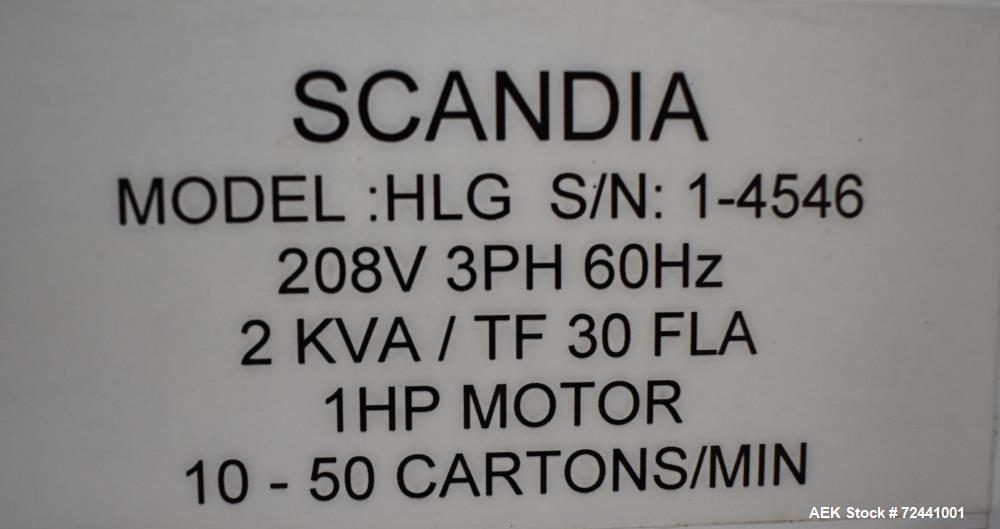 SCANDIA
MODEL :HLG S/N: 1-4546
208V 3PH 60Hz
2 KVA / TF 30 FLA
1HP MOTOR
10 - 50 CARTONS/MIN
AEK Stock # 72441001